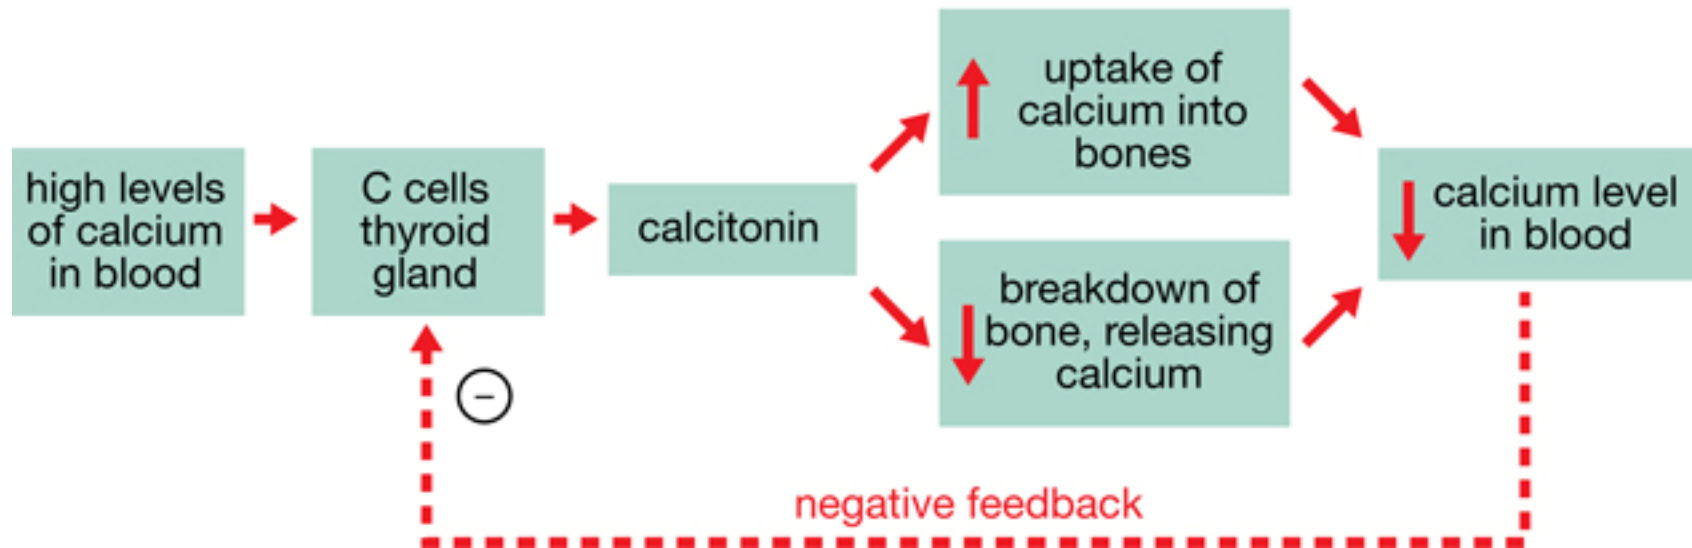 high levels
of calcium
in blood
C cells
thyroid
gland
calcitonin
uptake of
calcium into
bones
breakdown of
bone, releasing
calcium
calcium level
in blood
−
negative feedback